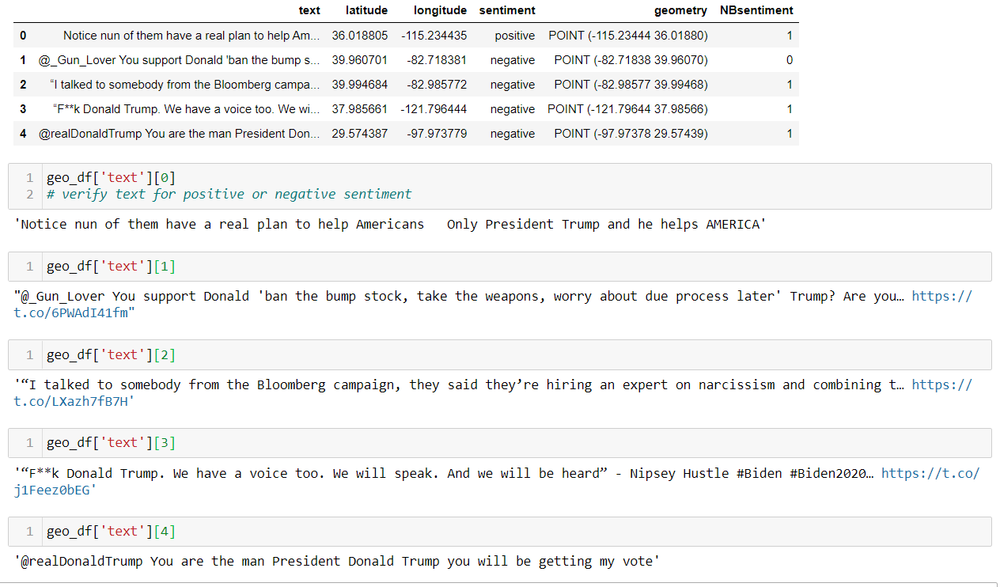 text latitude longitude sentiment geometry NBsentiment
0 Notice nun of them have a real plan to help Am... 36.018805 -115.234435 positive POINT (-115.23444 36.01880) 1
1 @_Gun_Lover You support Donald 'ban the bump s... 39.960701 -82.718381 negative POINT (-82.71838 39.96070) 0
2 “I talked to somebody from the Bloomberg campa... 39.994684 -82.985772 negative POINT (-82.98577 39.99468) 1
3 “F**k Donald Trump. We have a voice too. We wi... 37.985661 -121.796444 negative POINT (-121.79644 37.98566) 1
4 @realDonaldTrump You are the man President Don... 29.574387 -97.973779 negative POINT (-97.97378 29.57439) 1
1 geo_df['text'][0]
2 # verify text for positive or negative sentiment
'Notice nun of them have a real plan to help Americans   Only President Trump and he helps AMERICA'
1 geo_df['text'][1]
"@_Gun_Lover You support Donald 'ban the bump stock, take the weapons, worry about due process later' Trump? Are you… https://
t.co/6PWAdI41fm"
1 geo_df['text'][2]
'“I talked to somebody from the Bloomberg campaign, they said they’re hiring an expert on narcissism and combining t… https://
t.co/LXazh7fB7H'
1 geo_df['text'][3]
'“F**k Donald Trump. We have a voice too. We will speak. And we will be heard” - Nipsey Hustle #Biden #Biden2020… https://t.co/
j1Feez0bEG'
1 geo_df['text'][4]
'@realDonaldTrump You are the man President Donald Trump you will be getting my vote'